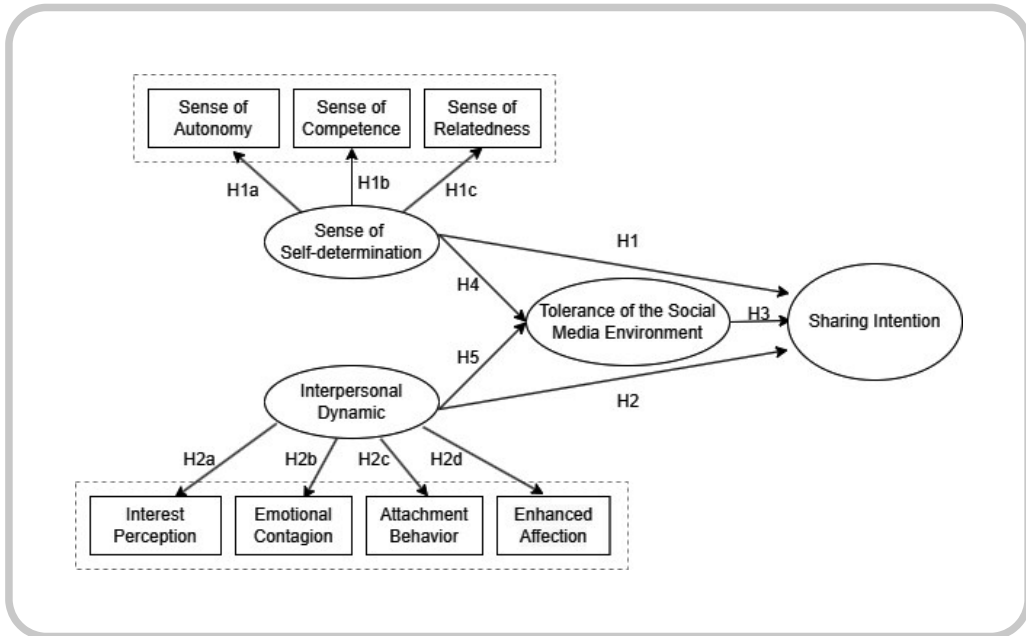 Sense of
Autonomy
Sense of
Competence
Sense of
Relatedness
H1a
H1b
H1c
Sense of
Self-determination
H1
H4
Tolerance of the Social
Media Environment
H3
Sharing Intention
H5
Interpersonal
Dynamic
H2
H2a
H2b
H2c
H2d
Interest
Perception
Emotional
Contagion
Attachment
Behavior
Enhanced
Affection